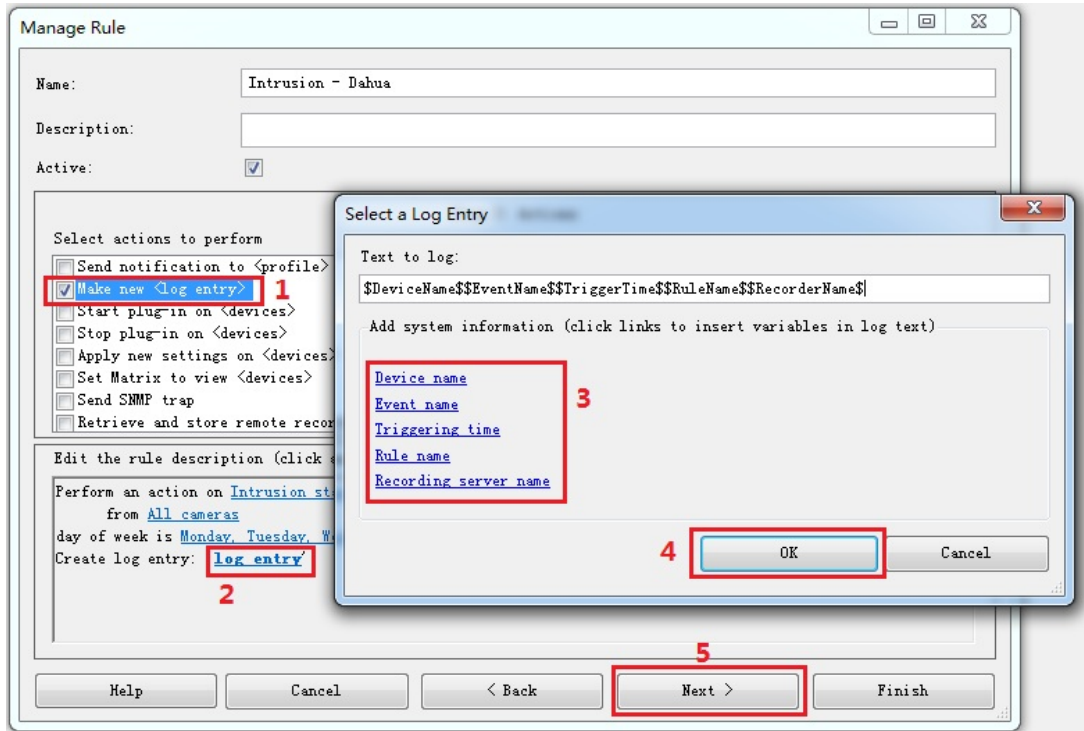 Manage Rule
Name: Intrusion - Dahua
Description:
Active:
Select actions to perform
Send notification to <profile>
Make new <log entry> 1
Start plug-in on <devices>
Stop plug-in on <devices>
Apply new settings on <devices>
Set Matrix to view <devices>
Send SNMP trap
Retrieve and store remote recor
Edit the rule description (click
Perform an action on Intrusion st
from All cameras
day of week is Monday, Tuesday, W
Create log entry: log entry'
2
Select a Log Entry
Text to log:
$DeviceName$$EventName$$TriggerTime$$RuleName$$RecorderName$
Add system information (click links to insert variables in log text)
Device name
Event name
Triggering time
Rule name
Recording server name
3
4 OK Cancel
5
Help Cancel < Back Next > Finish